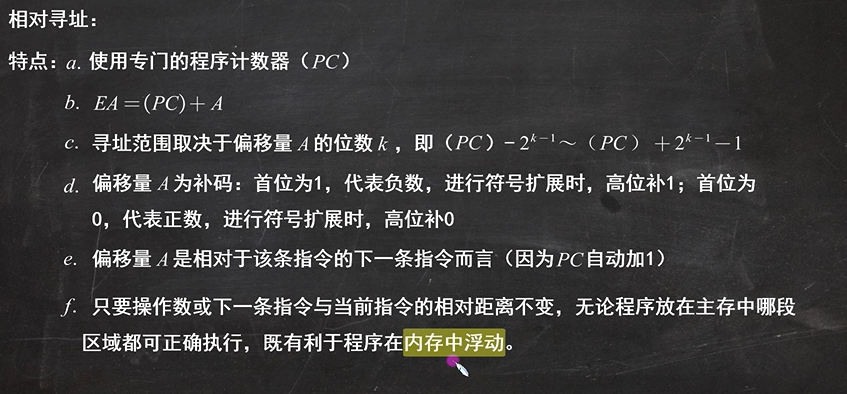 相对寻址：
特点：a. 使用专门的程序计数器（PC）
b. EA＝(PC)＋A
c. 寻址范围取决于偏移量 A 的位数 k ，即（PC）－2^{k－1}～（PC）＋2^{k－1}－1
d. 偏移量 A 为补码：首位为1，代表负数，进行符号扩展时，高位补1；首位为
0，代表正数，进行符号扩展时，高位补0
e. 偏移量 A 是相对于该条指令的下一条指令而言（因为PC自动加1）
f. 只要操作数或下一条指令与当前指令的相对距离不变，无论程序放在主存中哪段
区域都可正确执行，既有利于程序在内存中浮动。